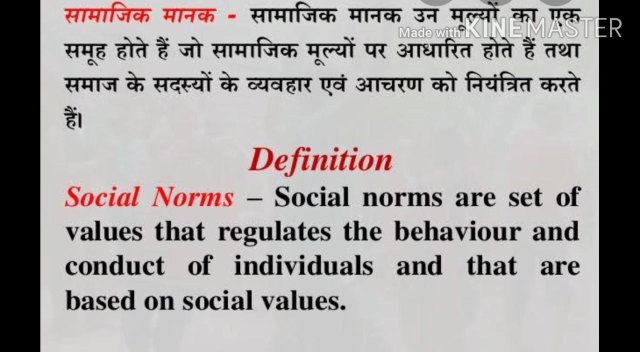 सामाजिक मानक - सामाजिक मानक उन मूल्यों का एक
Made with KINEMASTER
समूह होते हैं जो सामाजिक मूल्यों पर आधारित होते हैं तथा
समाज के सदस्यों के व्यवहार एवं आचरण को नियंत्रित करते
हैं।
Definition
Social Norms – Social norms are set of
values that regulates the behaviour and
conduct of individuals and that are
based on social values.